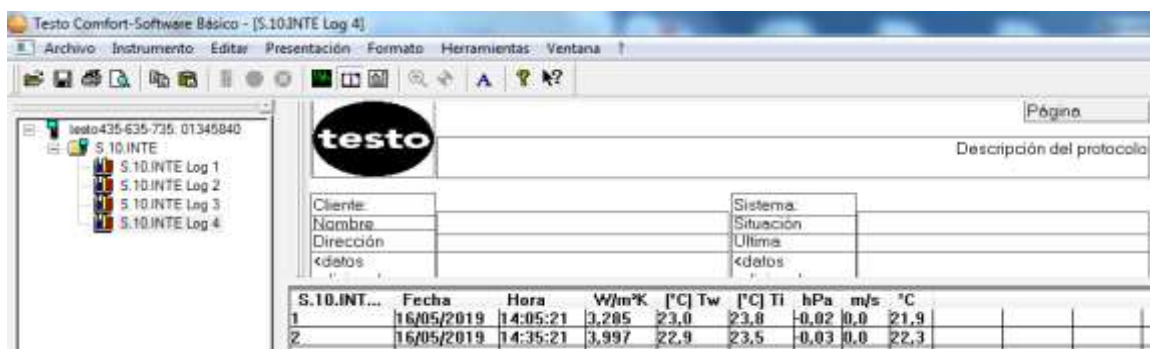 Testo Comfort-Software Básico - [S.10.INTE Log 4]
Archivo Instrumento Editar Presentación Formato Herramientas Ventana ?
testo435-635-735: 01345840
S.10.INTE
S.10.INTE Log 1
S.10.INTE Log 2
S.10.INTE Log 3
S.10.INTE Log 4
testo
Página
Descripción del protocolo
Cliente: Sistema:
Nombre Situación
Dirección Ultima
<datos <datos
S.10.INT... Fecha Hora W/m²K [°C] Tw [°C] Ti hPa m/s °C
1 16/05/2019 14:05:21 3,285 23,0 23,8 -0,02 0,0 21,9
2 16/05/2019 14:35:21 3,997 22,9 23,5 -0,03 0,0 22,3